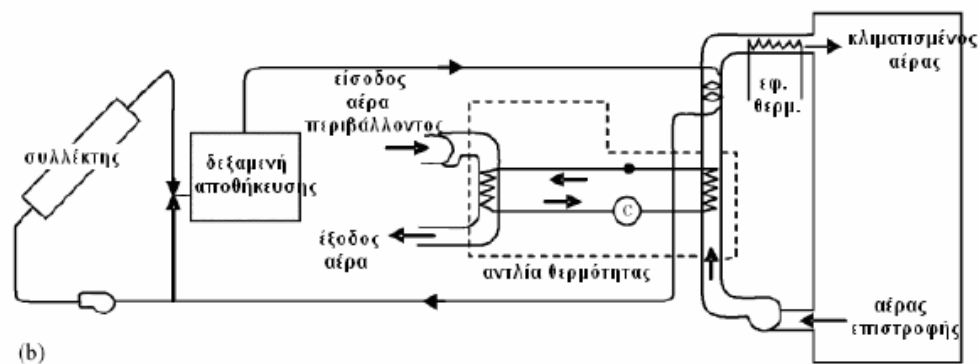 συλλέκτης
δεξαμενή
αποθήκευσης
είσοδος
αέρα
περιβάλλοντος
έξοδος
αέρα
C
αντλία θερμότητας
εφ.
θερμ.
κλιματισμένος
αέρας
αέρας
επιστροφής
(b)